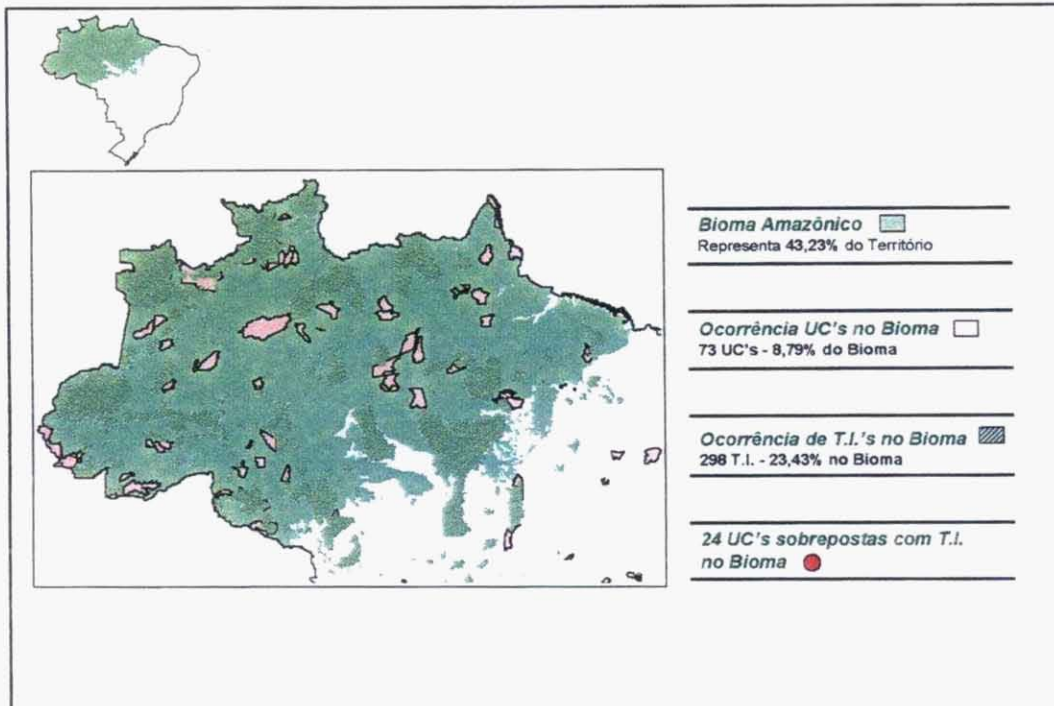 Bioma Amazônico
Representa 43,23% do Território
Ocorrência UC's no Bioma
73 UC's - 8,79% do Bioma
Ocorrência de T.I.'s no Bioma
298 T.I. - 23,43% no Bioma
24 UC's sobrepostas com T.I.
no Bioma